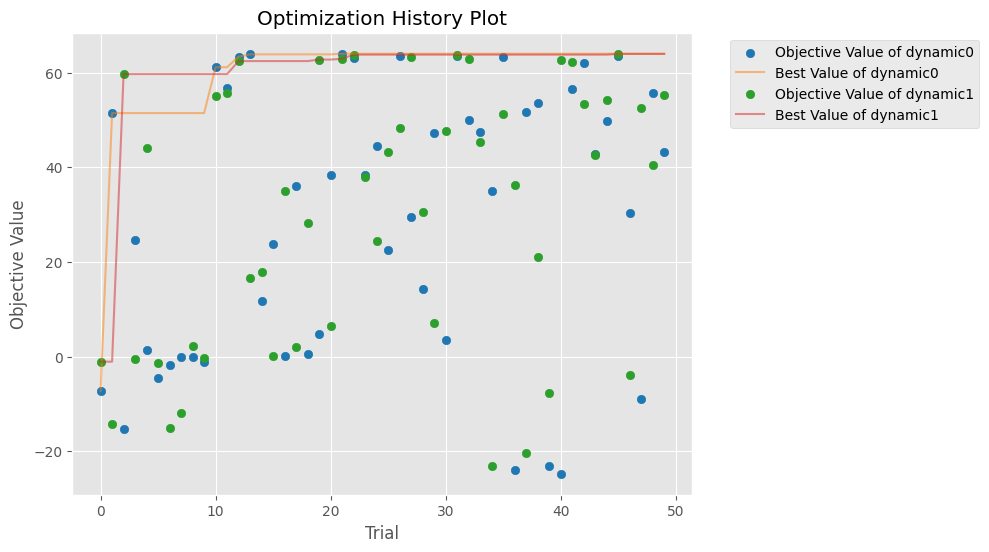 Optimization History Plot
Objective Value of dynamic0
Best Value of dynamic0
Objective Value of dynamic1
Best Value of dynamic1
Objective Value
60
40
20
0
−20
0 10 20 30 40 50
Trial